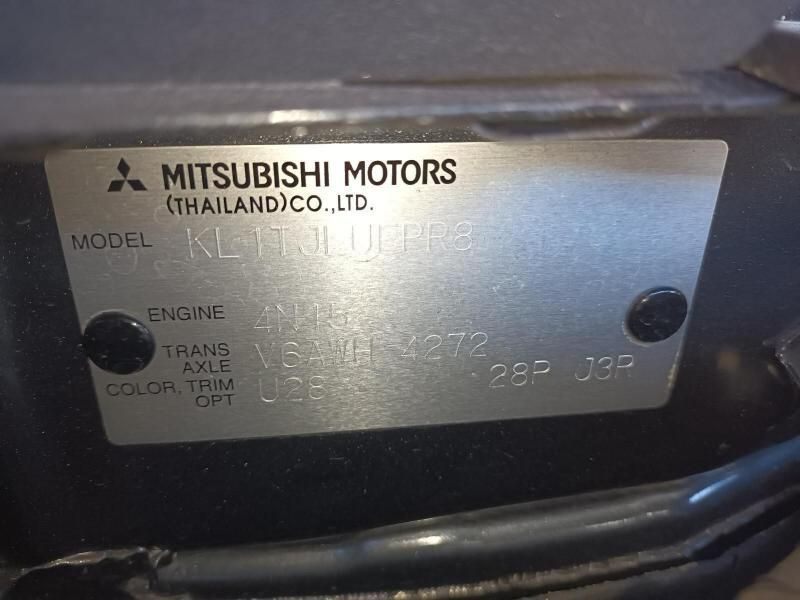 MITSUBISHI MOTORS
(THAILAND)CO.,LTD.
MODEL KL1TJLUFPR8
ENGINE 4N15
TRANS AXLE V6AWH 4272
COLOR, TRIM OPT U28 28P J3R